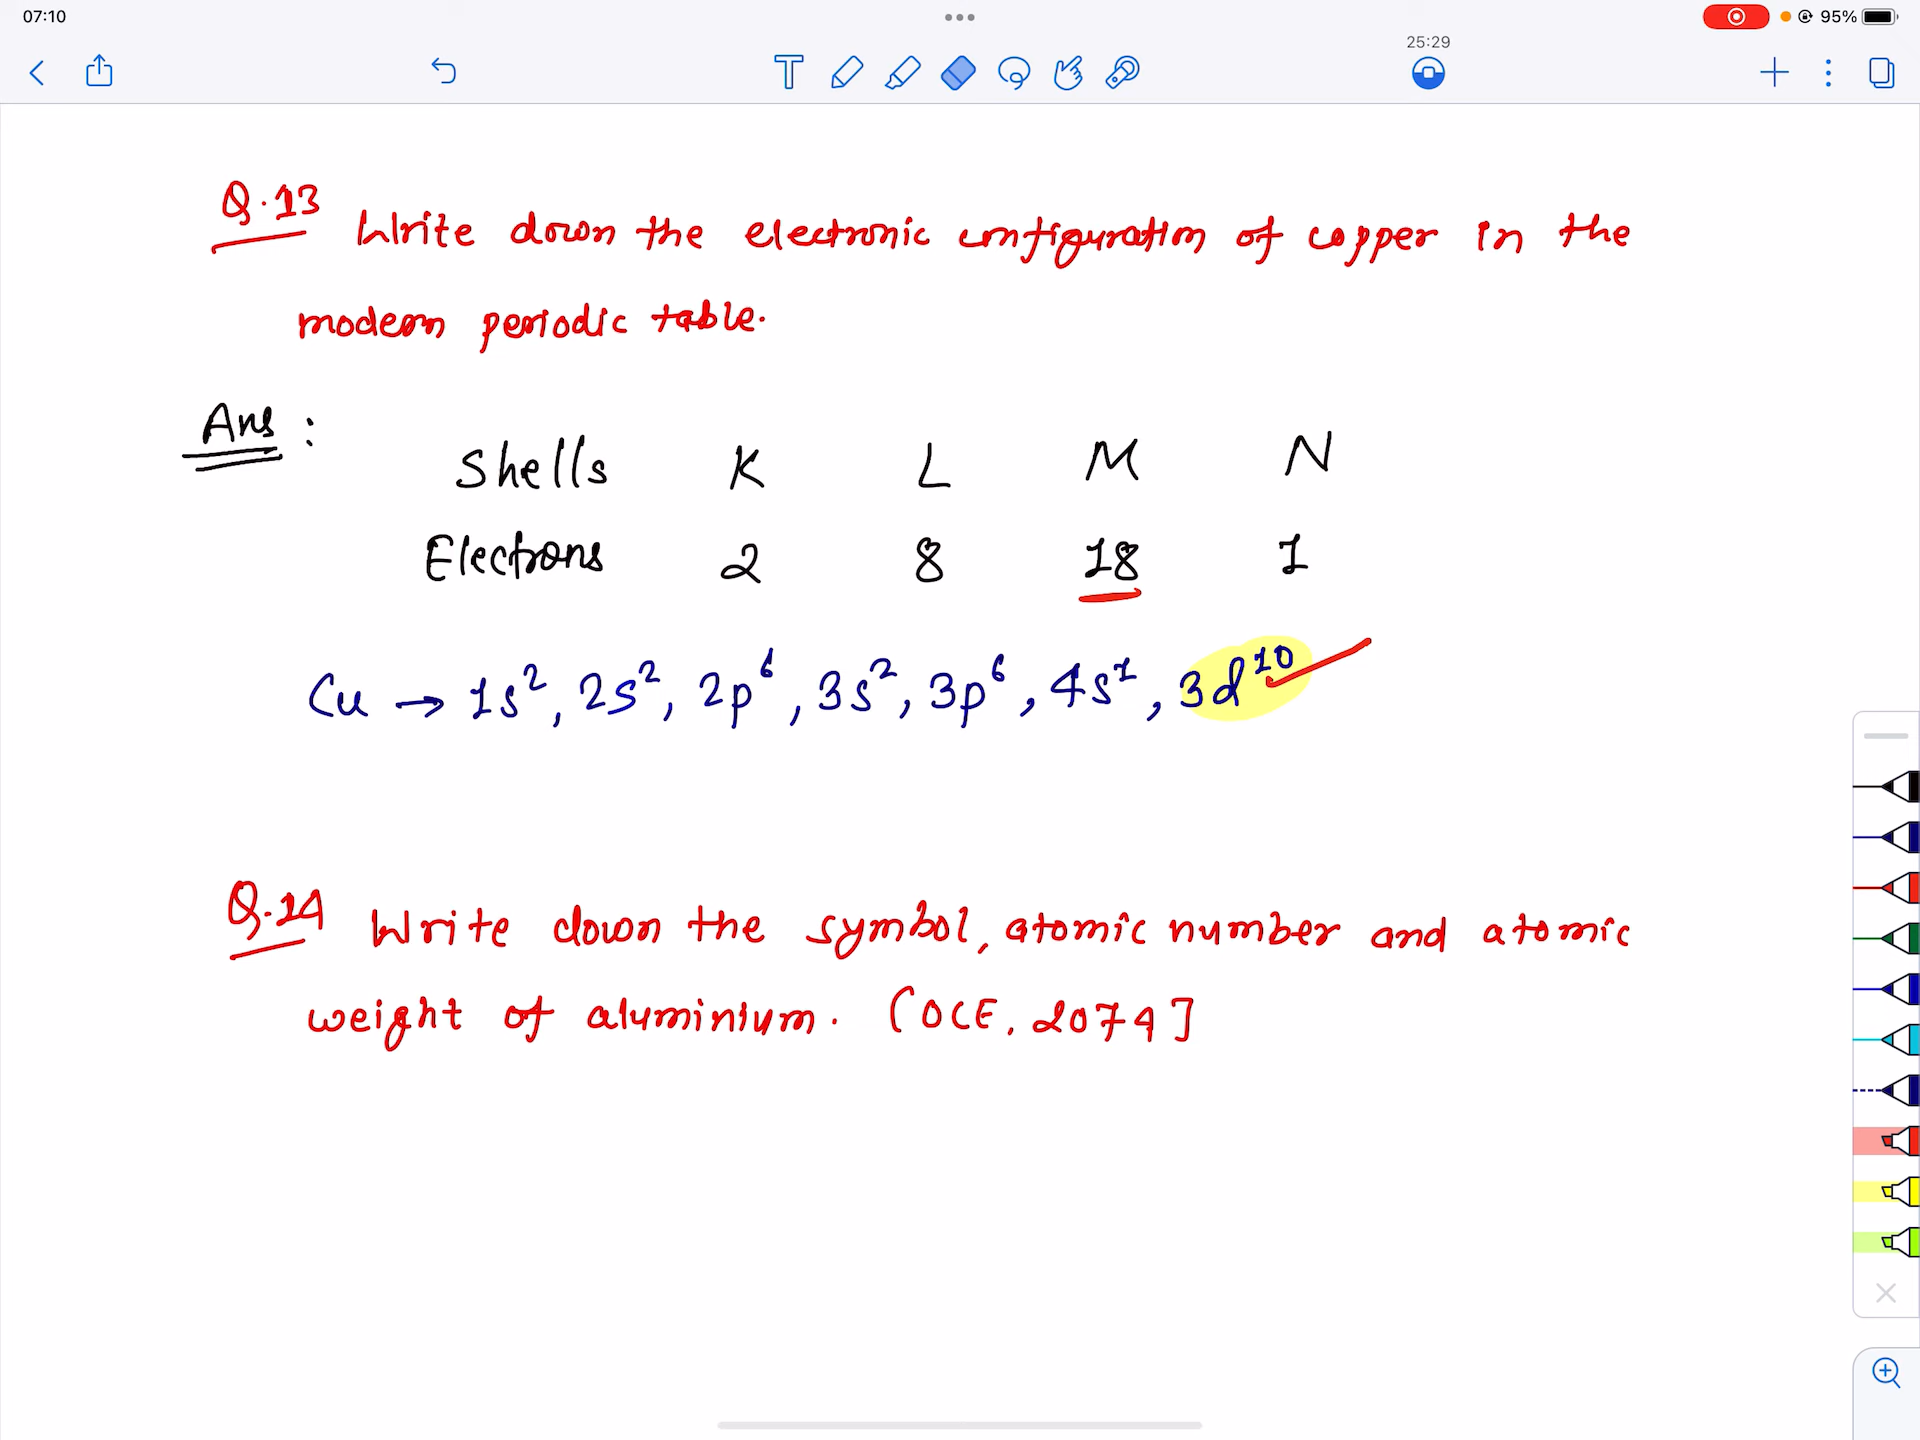 07:10
95%
25:29
T
Q.13 Write down the electronic configuration of copper in the
modern periodic table.
Ans :
Shells K L M N
Electrons 2 8 18 1
Cu → 1s², 2s², 2p⁶, 3s², 3p⁶, 4s¹, 3d¹⁰
Q.14 Write down the symbol, atomic number and atomic
weight of aluminium. (OCE, 2074]